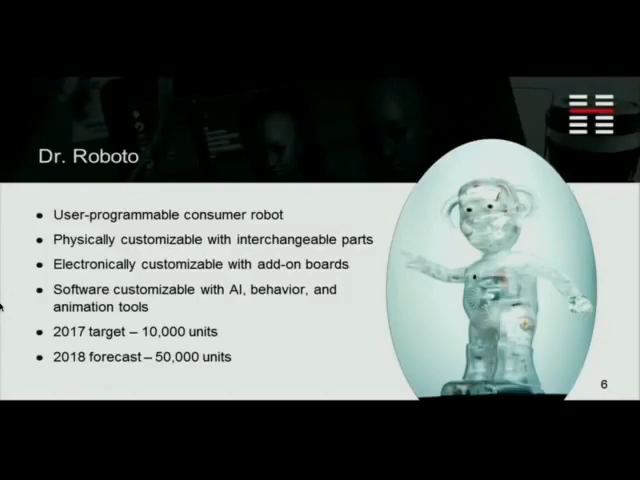 Dr. Roboto
● User-programmable consumer robot
● Physically customizable with interchangeable parts
● Electronically customizable with add-on boards
● Software customizable with AI, behavior, and
animation tools
● 2017 target – 10,000 units
● 2018 forecast – 50,000 units
6